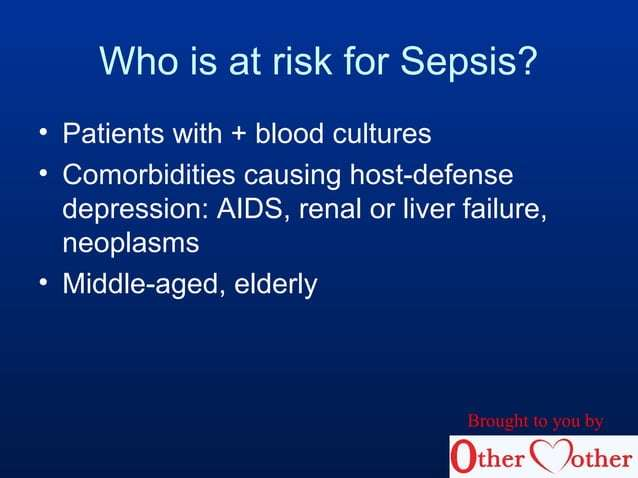 Who is at risk for Sepsis?
• Patients with + blood cultures
• Comorbidities causing host-defense
depression: AIDS, renal or liver failure,
neoplasms
• Middle-aged, elderly
Brought to you by
Other other